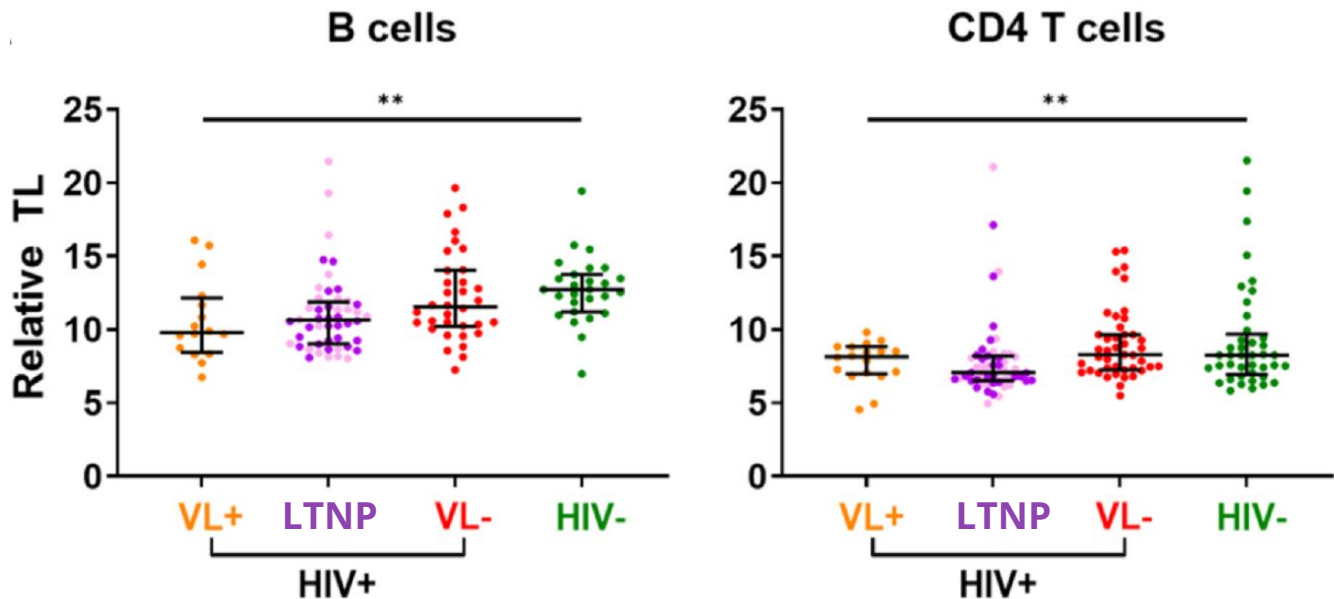 B cells
CD4 T cells
Relative TL
25
20
15
10
5
0
**
VL+ LTNP VL- HIV-
HIV+
25
20
15
10
5
0
**
VL+ LTNP VL- HIV-
HIV+